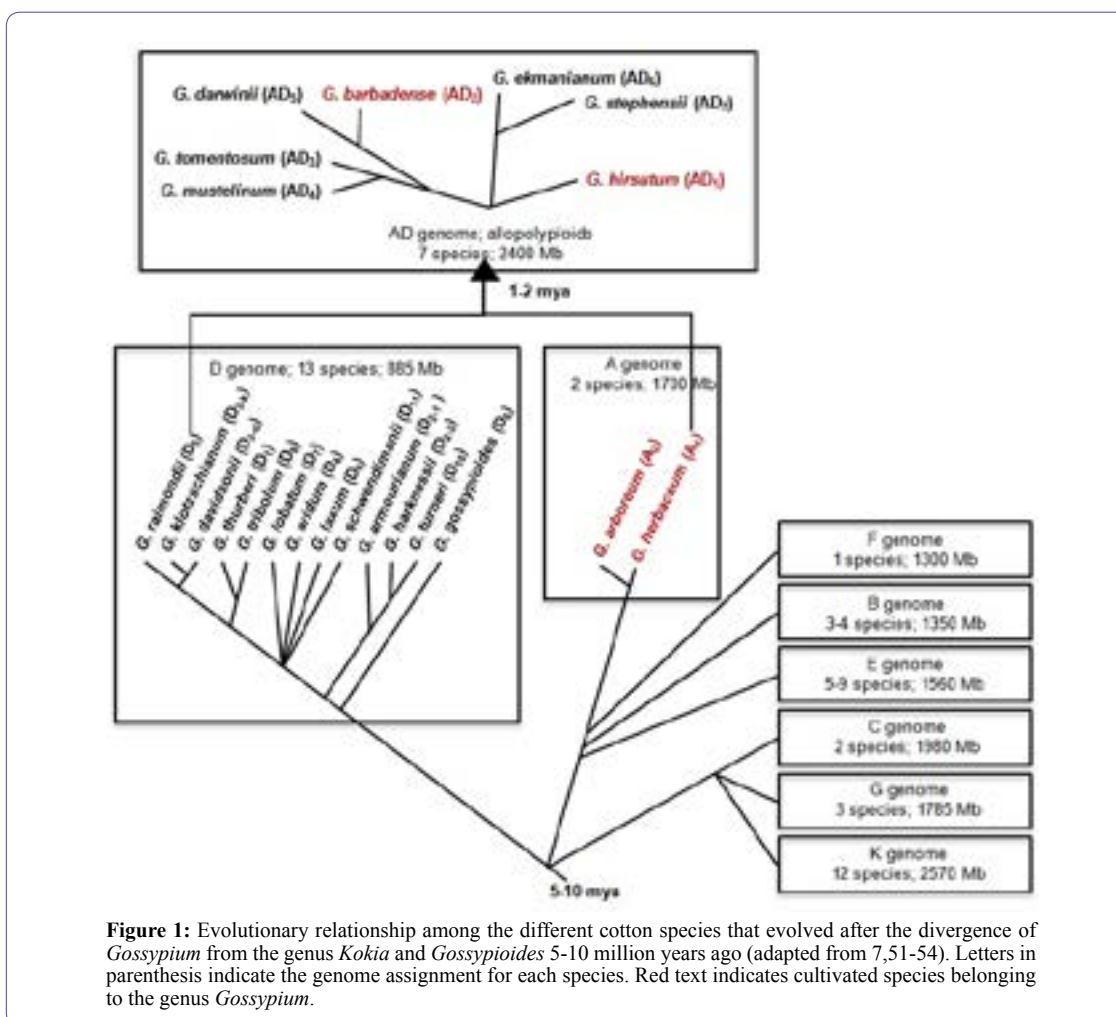 G. ekmanianum (AD₆)
G. darwinii (AD₅) G. barbadense (AD₂)
G. stephensii (AD₇)
G. tomentosum (AD₃)
G. mustelinum (AD₄)
G. hirsutum (AD₁)
AD genome; allopolyploids
7 species; 2400 Mb
1-2 mya
D genome; 13 species; 885 Mb
G. raimondii (D₅)
G. klotzschianum
G. davidsonii
G. thurberi (D₁)
G. trilobum (D₈)
G. lobatum (D₇)
G. aridum (D₄)
G. laxum
G. schwendimanii
G. armourianum
G. harknessii
G. turneri
G. gossypioides (D₆)
A genome
2 species; 1700 Mb
G. arboreum (A₂)
G. herbaceum (A₁)
F genome
1 species; 1300 Mb
B genome
3-4 species; 1350 Mb
E genome
5-9 species; 1560 Mb
C genome
2 species; 1980 Mb
G genome
3 species; 1785 Mb
K genome
12 species; 2570 Mb
5-10 mya
Figure 1: Evolutionary relationship among the different cotton species that evolved after the divergence of
Gossypium from the genus Kokia and Gossypioides 5-10 million years ago (adapted from 7,51-54). Letters in
parenthesis indicate the genome assignment for each species. Red text indicates cultivated species belonging
to the genus Gossypium.